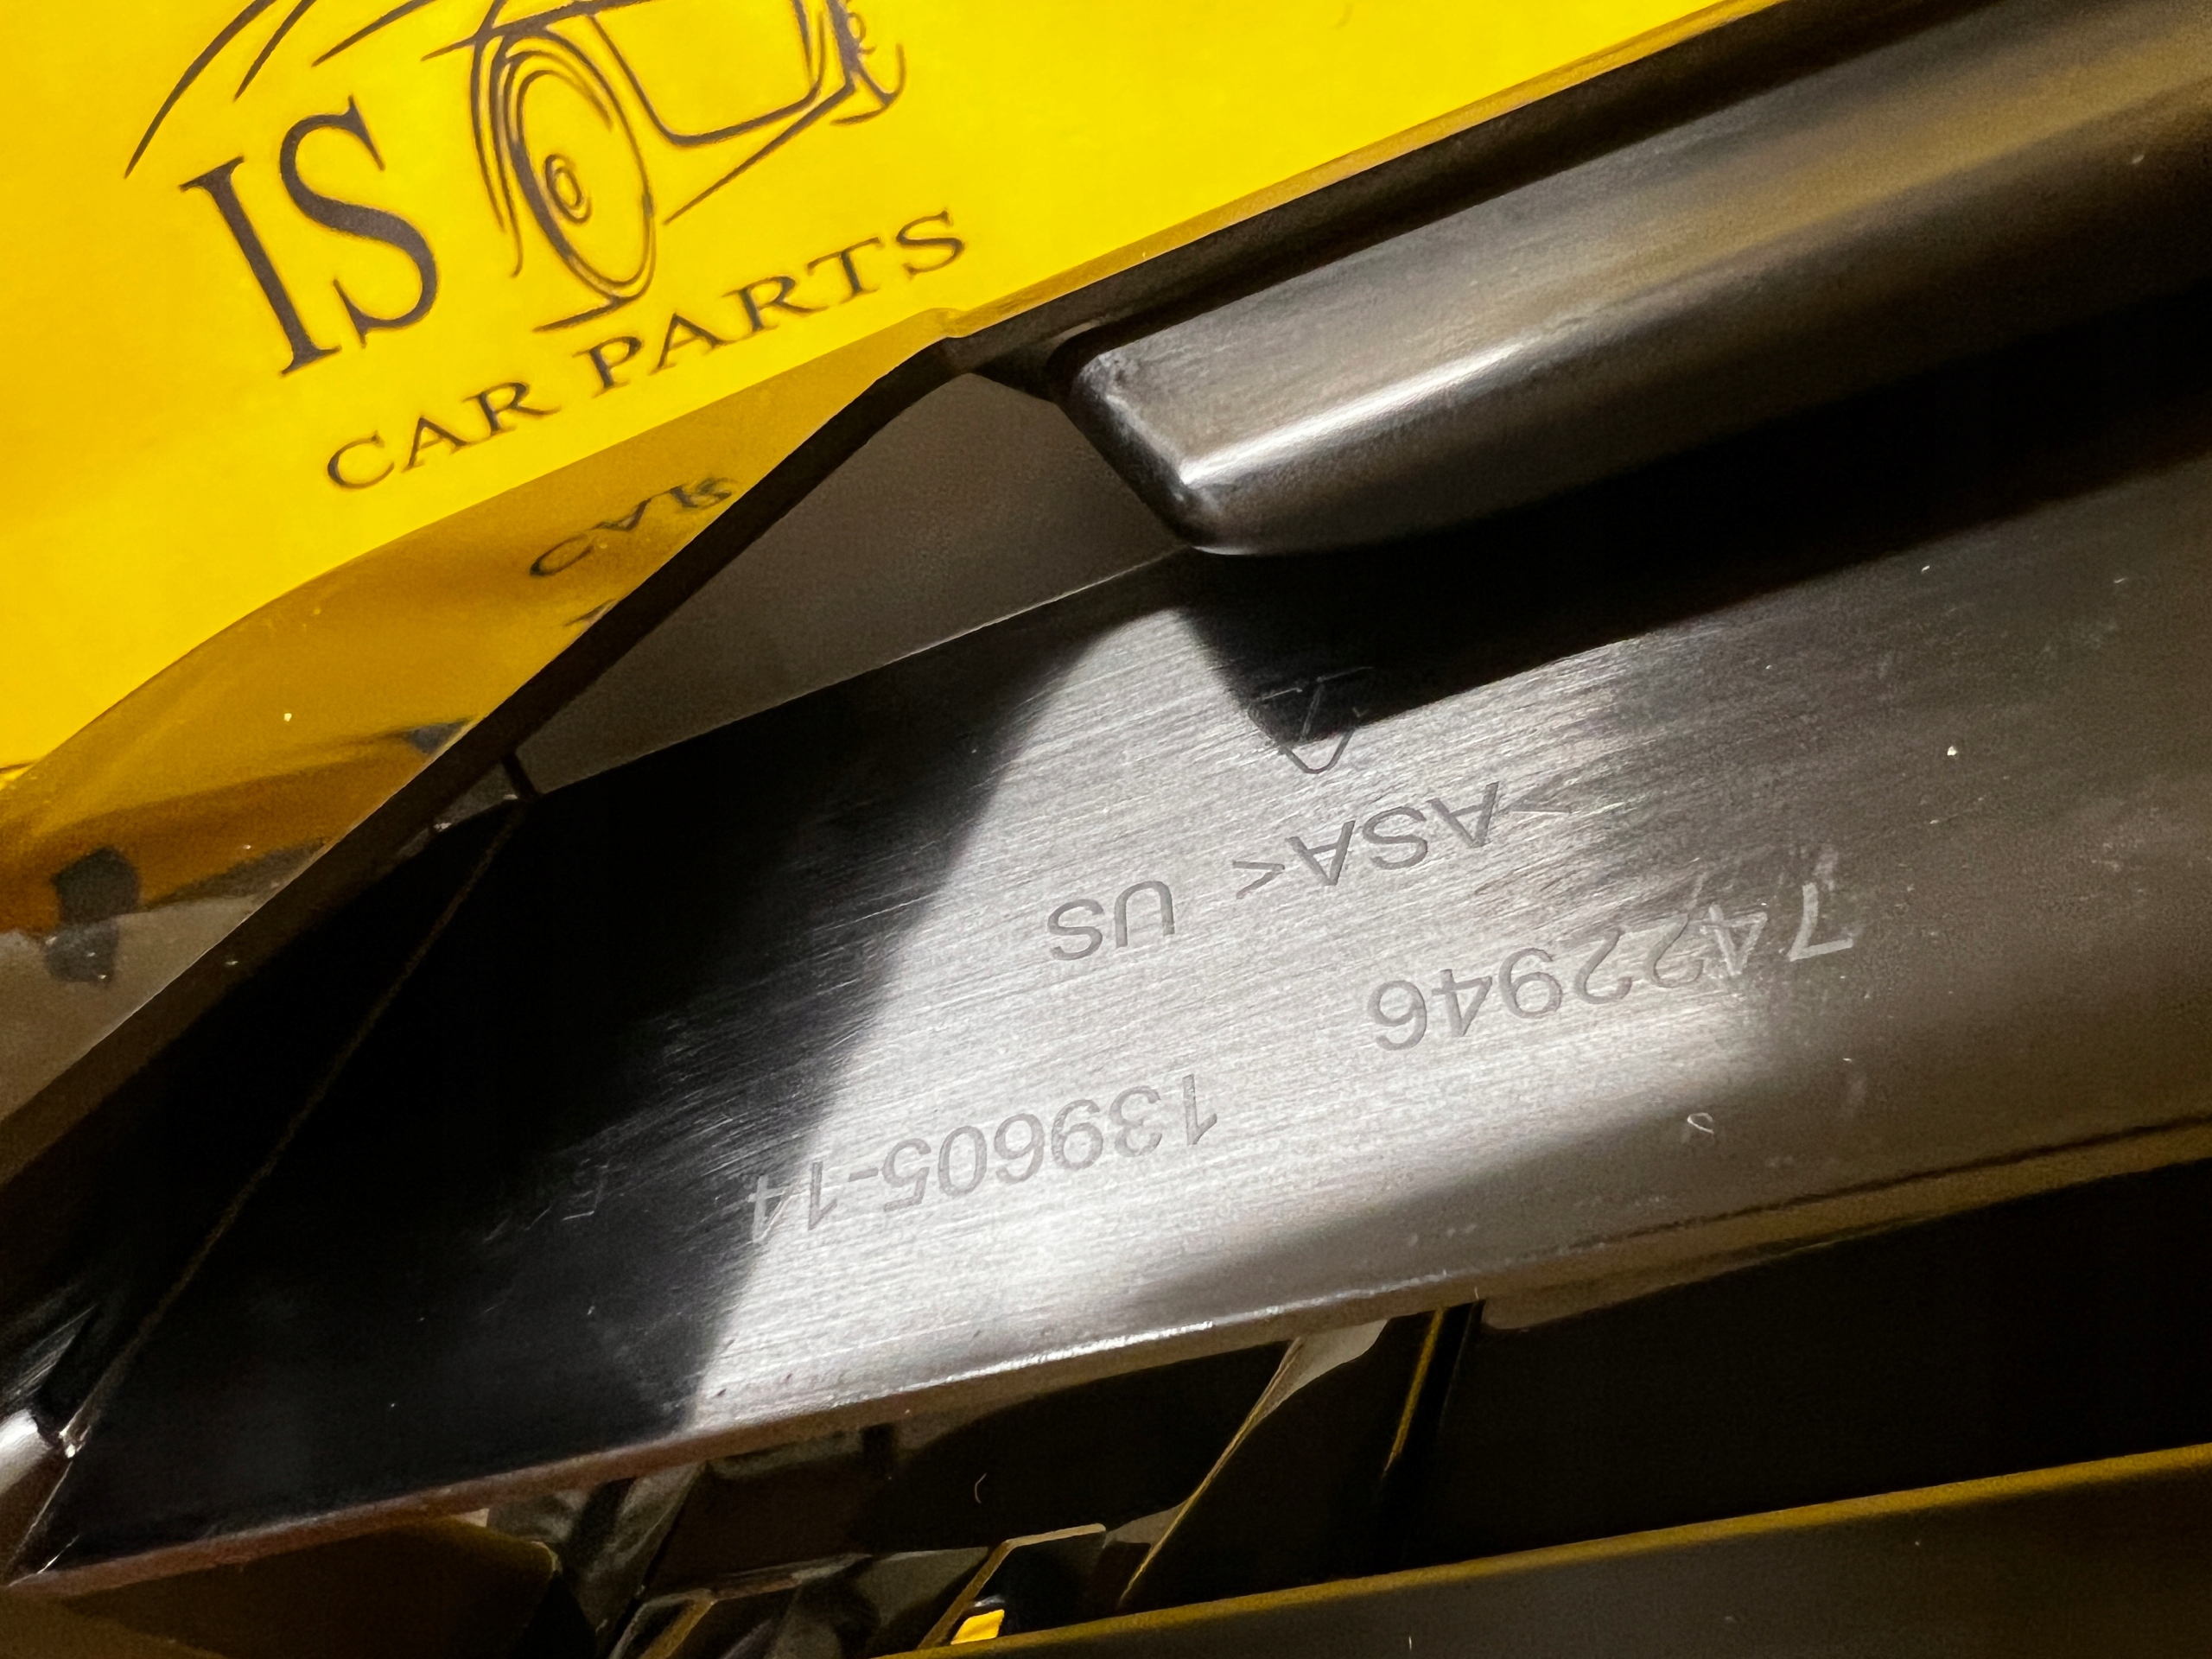 IS
CAR PARTS
7422946
>ASA< US
139605-14